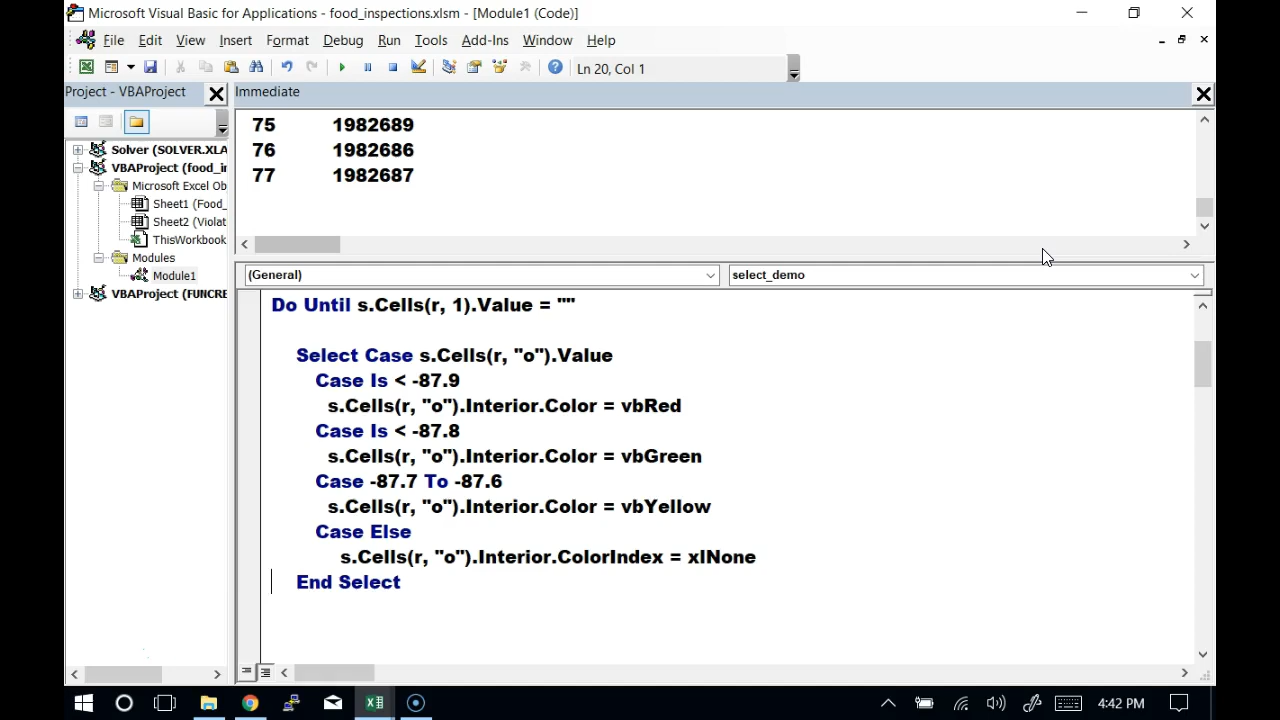 Microsoft Visual Basic for Applications - food_inspections.xlsm - [Module1 (Code)]
File Edit View Insert Format Debug Run Tools Add-Ins Window Help
Ln 20, Col 1
Project - VBAProject
Immediate
Solver (SOLVER.XLA
VBAProject (food_in
Microsoft Excel Ob
Sheet1 (Food_
Sheet2 (Violat
ThisWorkbook
Modules
Module1
VBAProject (FUNCRE
75 1982689
76 1982686
77 1982687
(General) select_demo
Do Until s.Cells(r, 1).Value = ""
Select Case s.Cells(r, "o").Value
Case Is < -87.9
s.Cells(r, "o").Interior.Color = vbRed
Case Is < -87.8
s.Cells(r, "o").Interior.Color = vbGreen
Case -87.7 To -87.6
s.Cells(r, "o").Interior.Color = vbYellow
Case Else
s.Cells(r, "o").Interior.ColorIndex = xlNone
End Select
4:42 PM